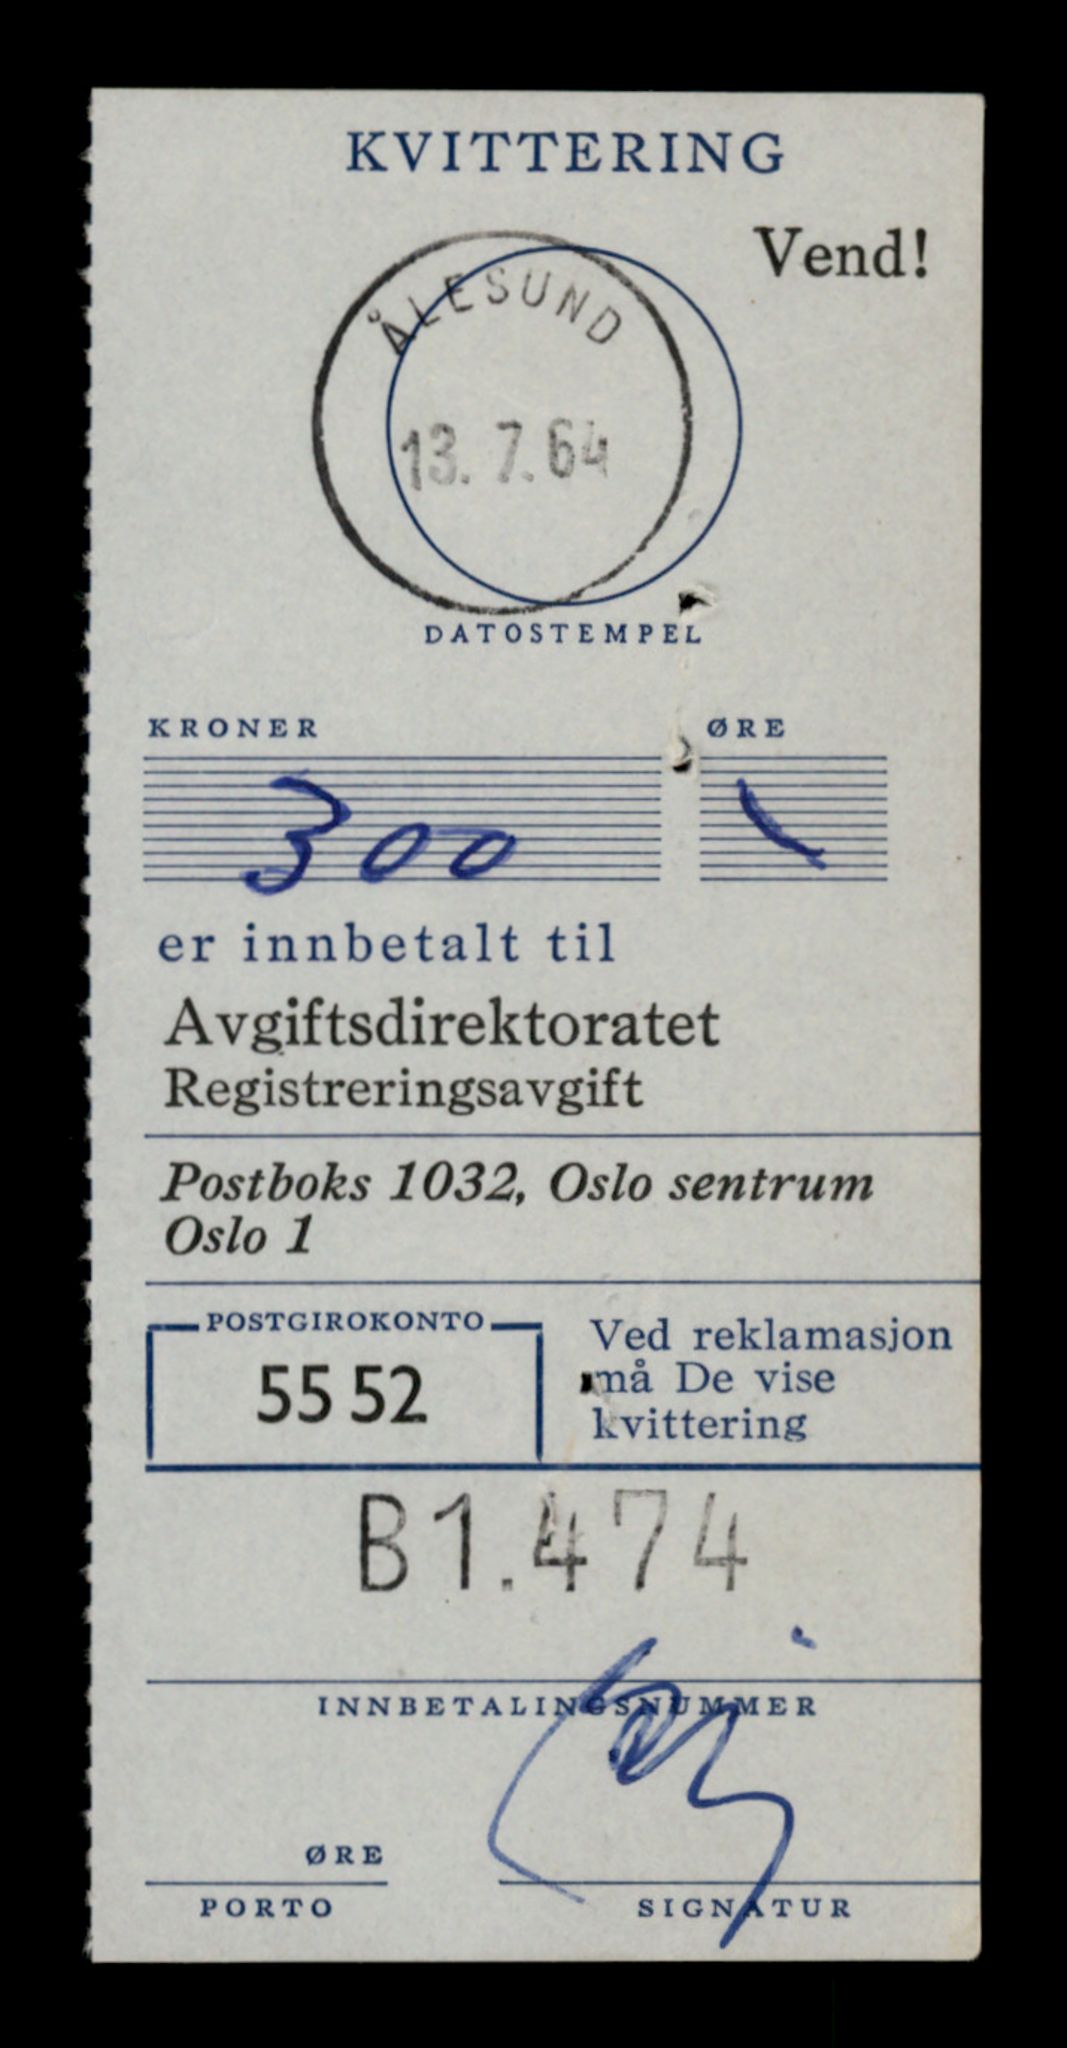 KVITTERING
Vend!
ÅLESUND
13. 7. 64
DATOSTEMPEL
KRONER ØRE
300
er innbetalt til
Avgiftsdirektoratet
Registreringsavgift
Postboks 1032, Oslo sentrum
Oslo 1
POSTGIROKONTO
55 52
Ved reklamasjon
må De vise
kvittering
B1.474
INNBETALINGSNUMMER
ØRE
PORTO
SIGNATUR